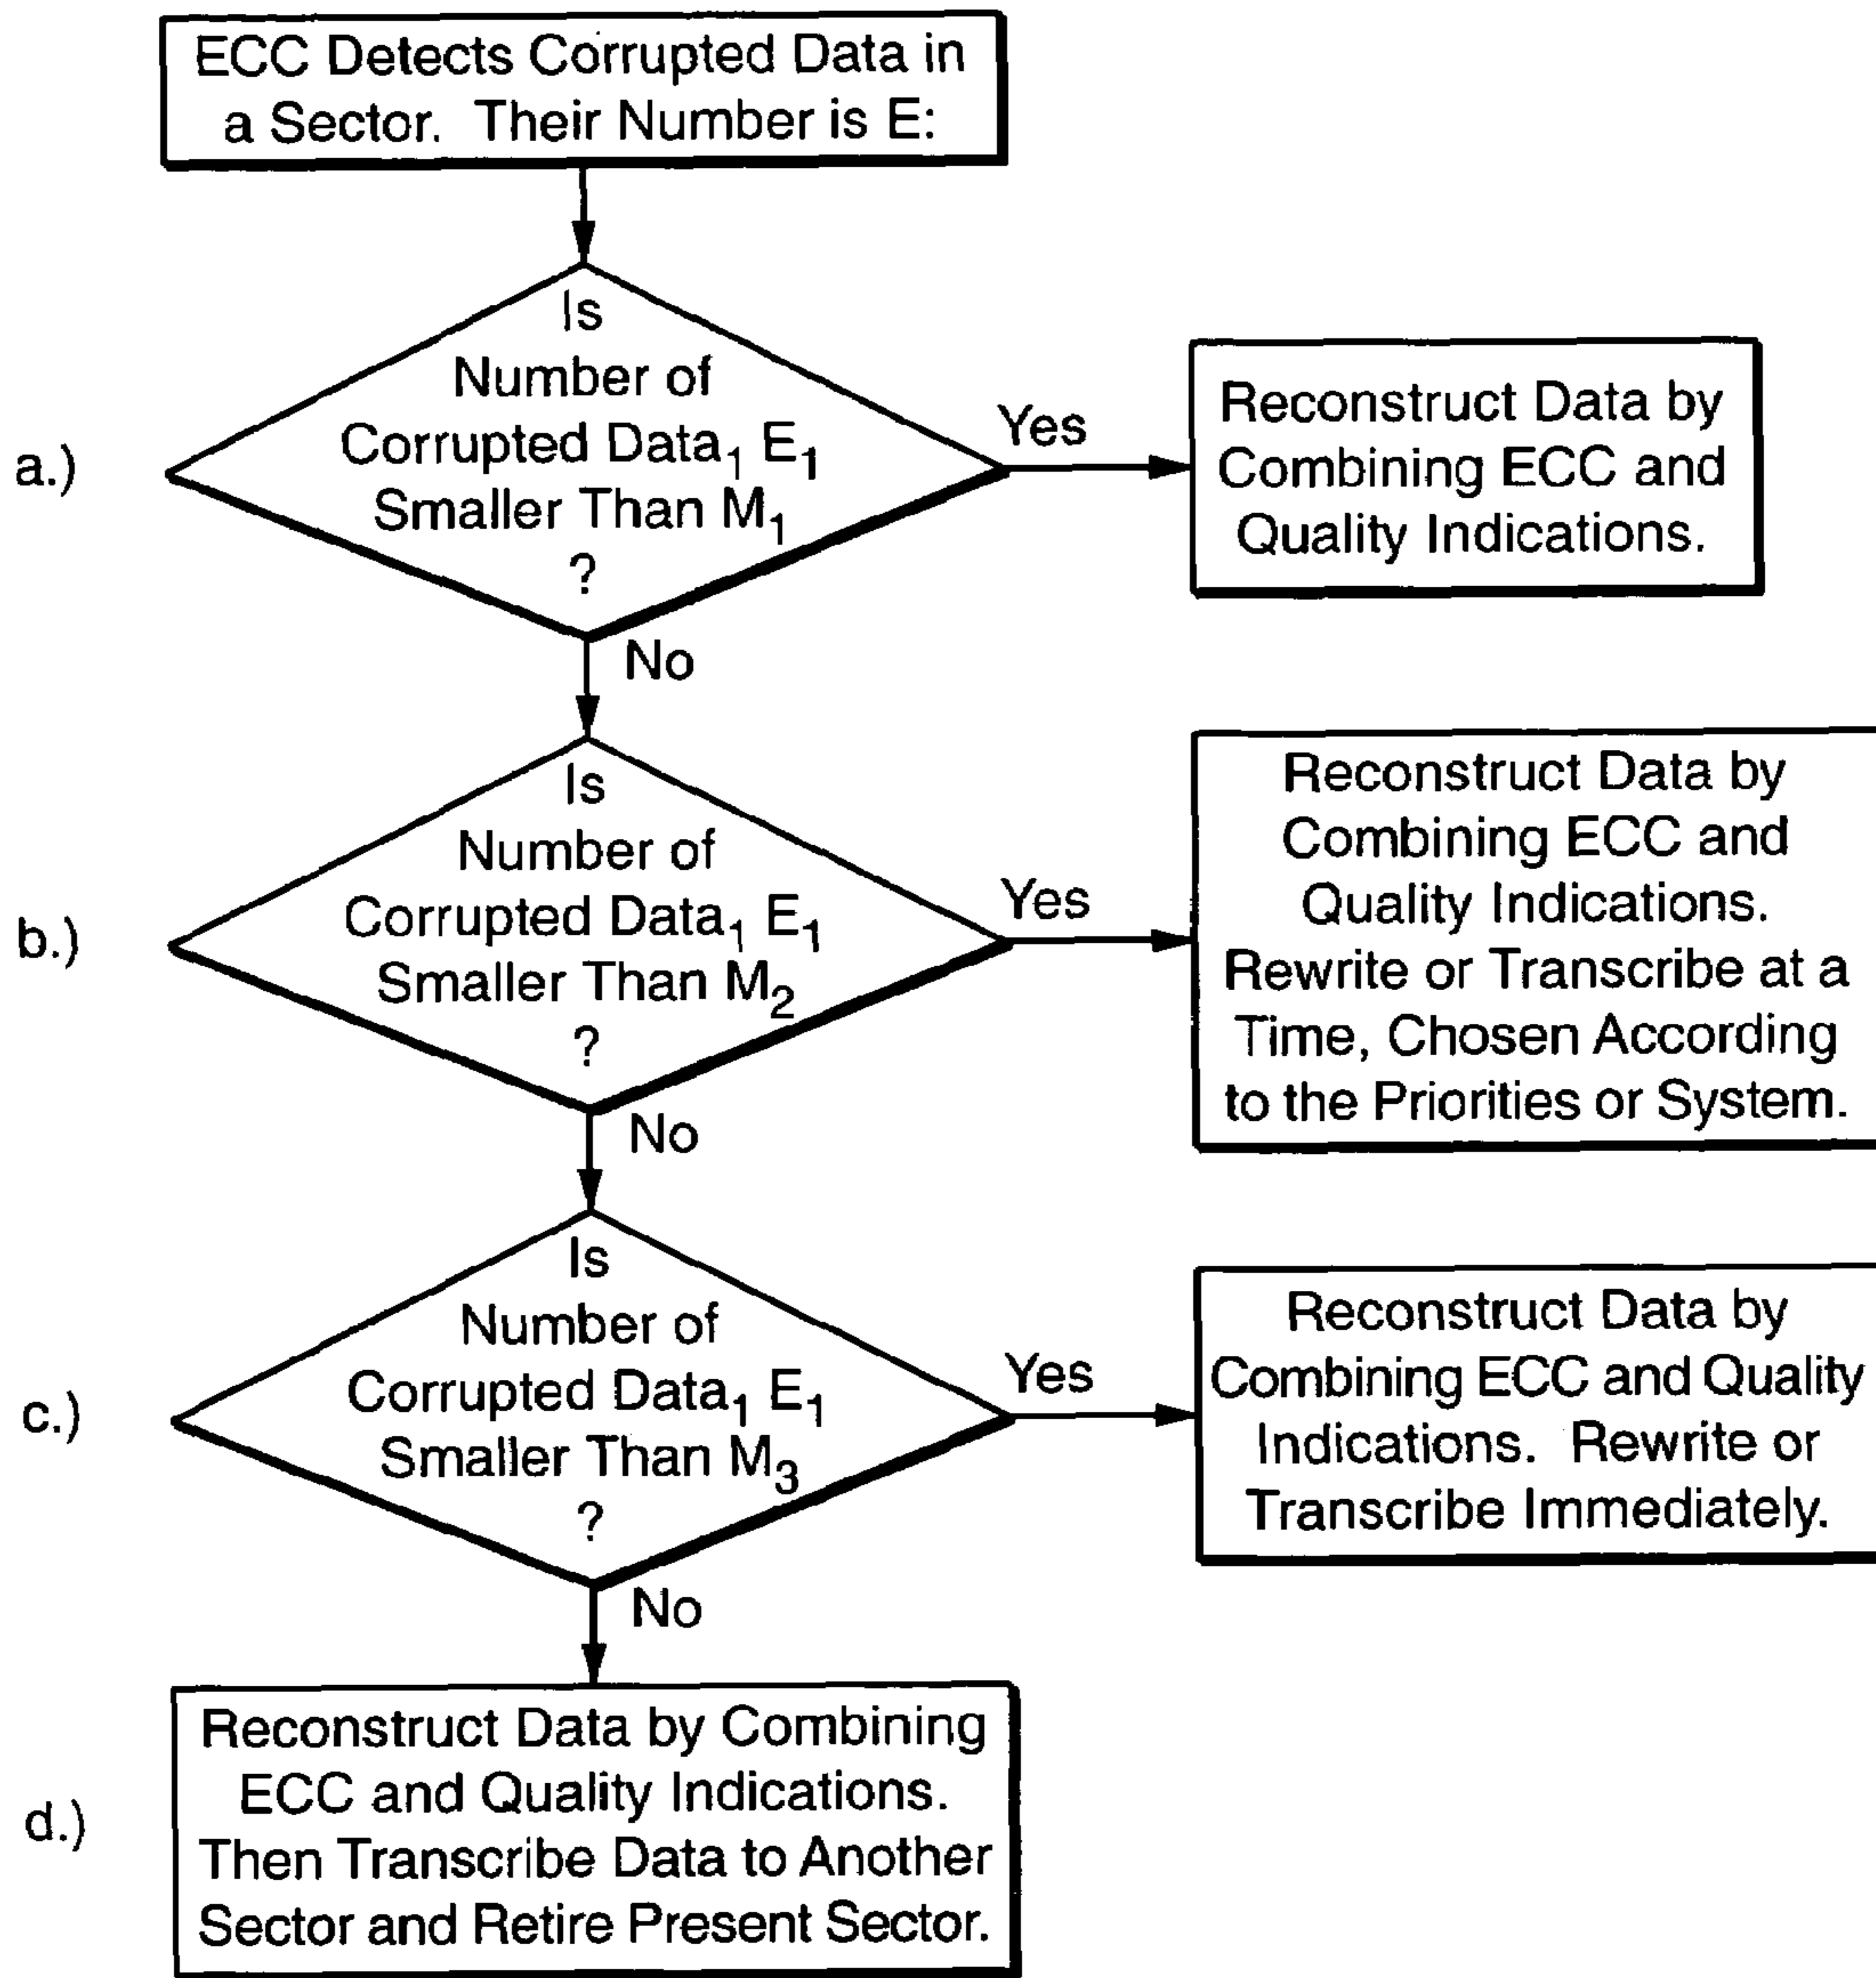 ECC Detects Corrupted Data in
a Sector. Their Number is E:
a.)
Is
Number of
Corrupted Data₁ E₁
Smaller Than M₁
?
Yes
Reconstruct Data by
Combining ECC and
Quality Indications.
No
b.)
Is
Number of
Corrupted Data₁ E₁
Smaller Than M₂
?
Yes
Reconstruct Data by
Combining ECC and
Quality Indications.
Rewrite or Transcribe at a
Time, Chosen According
to the Priorities or System.
No
c.)
Is
Number of
Corrupted Data₁ E₁
Smaller Than M₃
?
Yes
Reconstruct Data by
Combining ECC and Quality
Indications. Rewrite or
Transcribe Immediately.
No
d.)
Reconstruct Data by Combining
ECC and Quality Indications.
Then Transcribe Data to Another
Sector and Retire Present Sector.